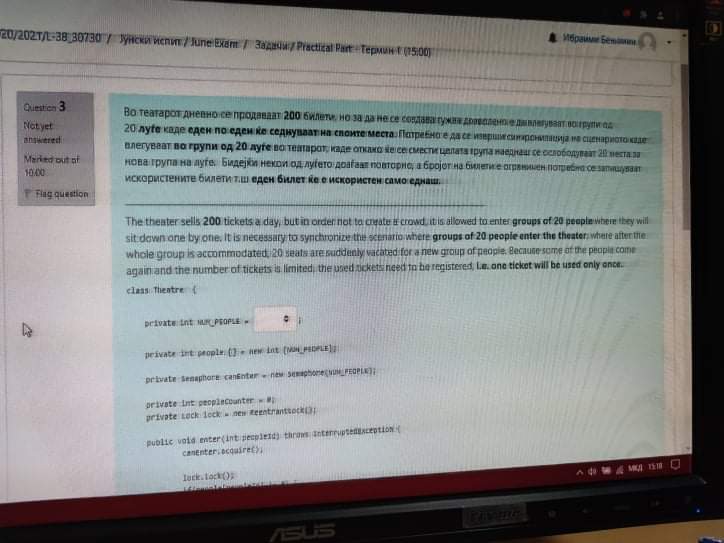 20/202Т/L-38_30730 / Јунски испит / June Exam / Задачи / Practical Part - Термин 1 (15:00)
Ибраими Бењамин
Question 3
Not yet
answered
Marked out of
10.00
Flag question
Во театарот дневно се продаваат 200 билети, но за да не се создава гужва дозволено е да влегуваат во групи од
20 луѓе каде еден по еден ќе седнуваат на своите места. Потребно е да се изврши синхронизација на сценариото каде
влегуваат во групи од 20 луѓе во театарот, каде откако ќе се смести целата група наеднаш се ослободуваат 20 места за
нова група на луѓе. Бидејќи некои од луѓето доаѓаат повторно, а бројот на билети е ограничен потребно се запишуваат
искористените билети т.ш еден билет ќе е искористен само еднаш.
The theater sells 200 tickets a day, but in order not to create a crowd, it is allowed to enter groups of 20 people where they will
sit down one by one. It is necessary to synchronize the scenario where groups of 20 people enter the theater, where after the
whole group is accommodated, 20 seats are suddenly vacated for a new group of people. Because some of the people come
again and the number of tickets is limited, the used tickets need to be registered, i.e. one ticket will be used only once.
class Theatre {
private int NUM_PEOPLE = ;
private int people [] = new int [NUM_PEOPLE];
private Semaphore canEnter = new Semaphore(NUM_PEOPLE);
private int peopleCounter = 0;
private Lock lock = new ReentrantLock();
public void enter(int peopleId) throws InterruptedException {
canEnter.acquire();
lock.lock();
МКД 15:18
ASUS